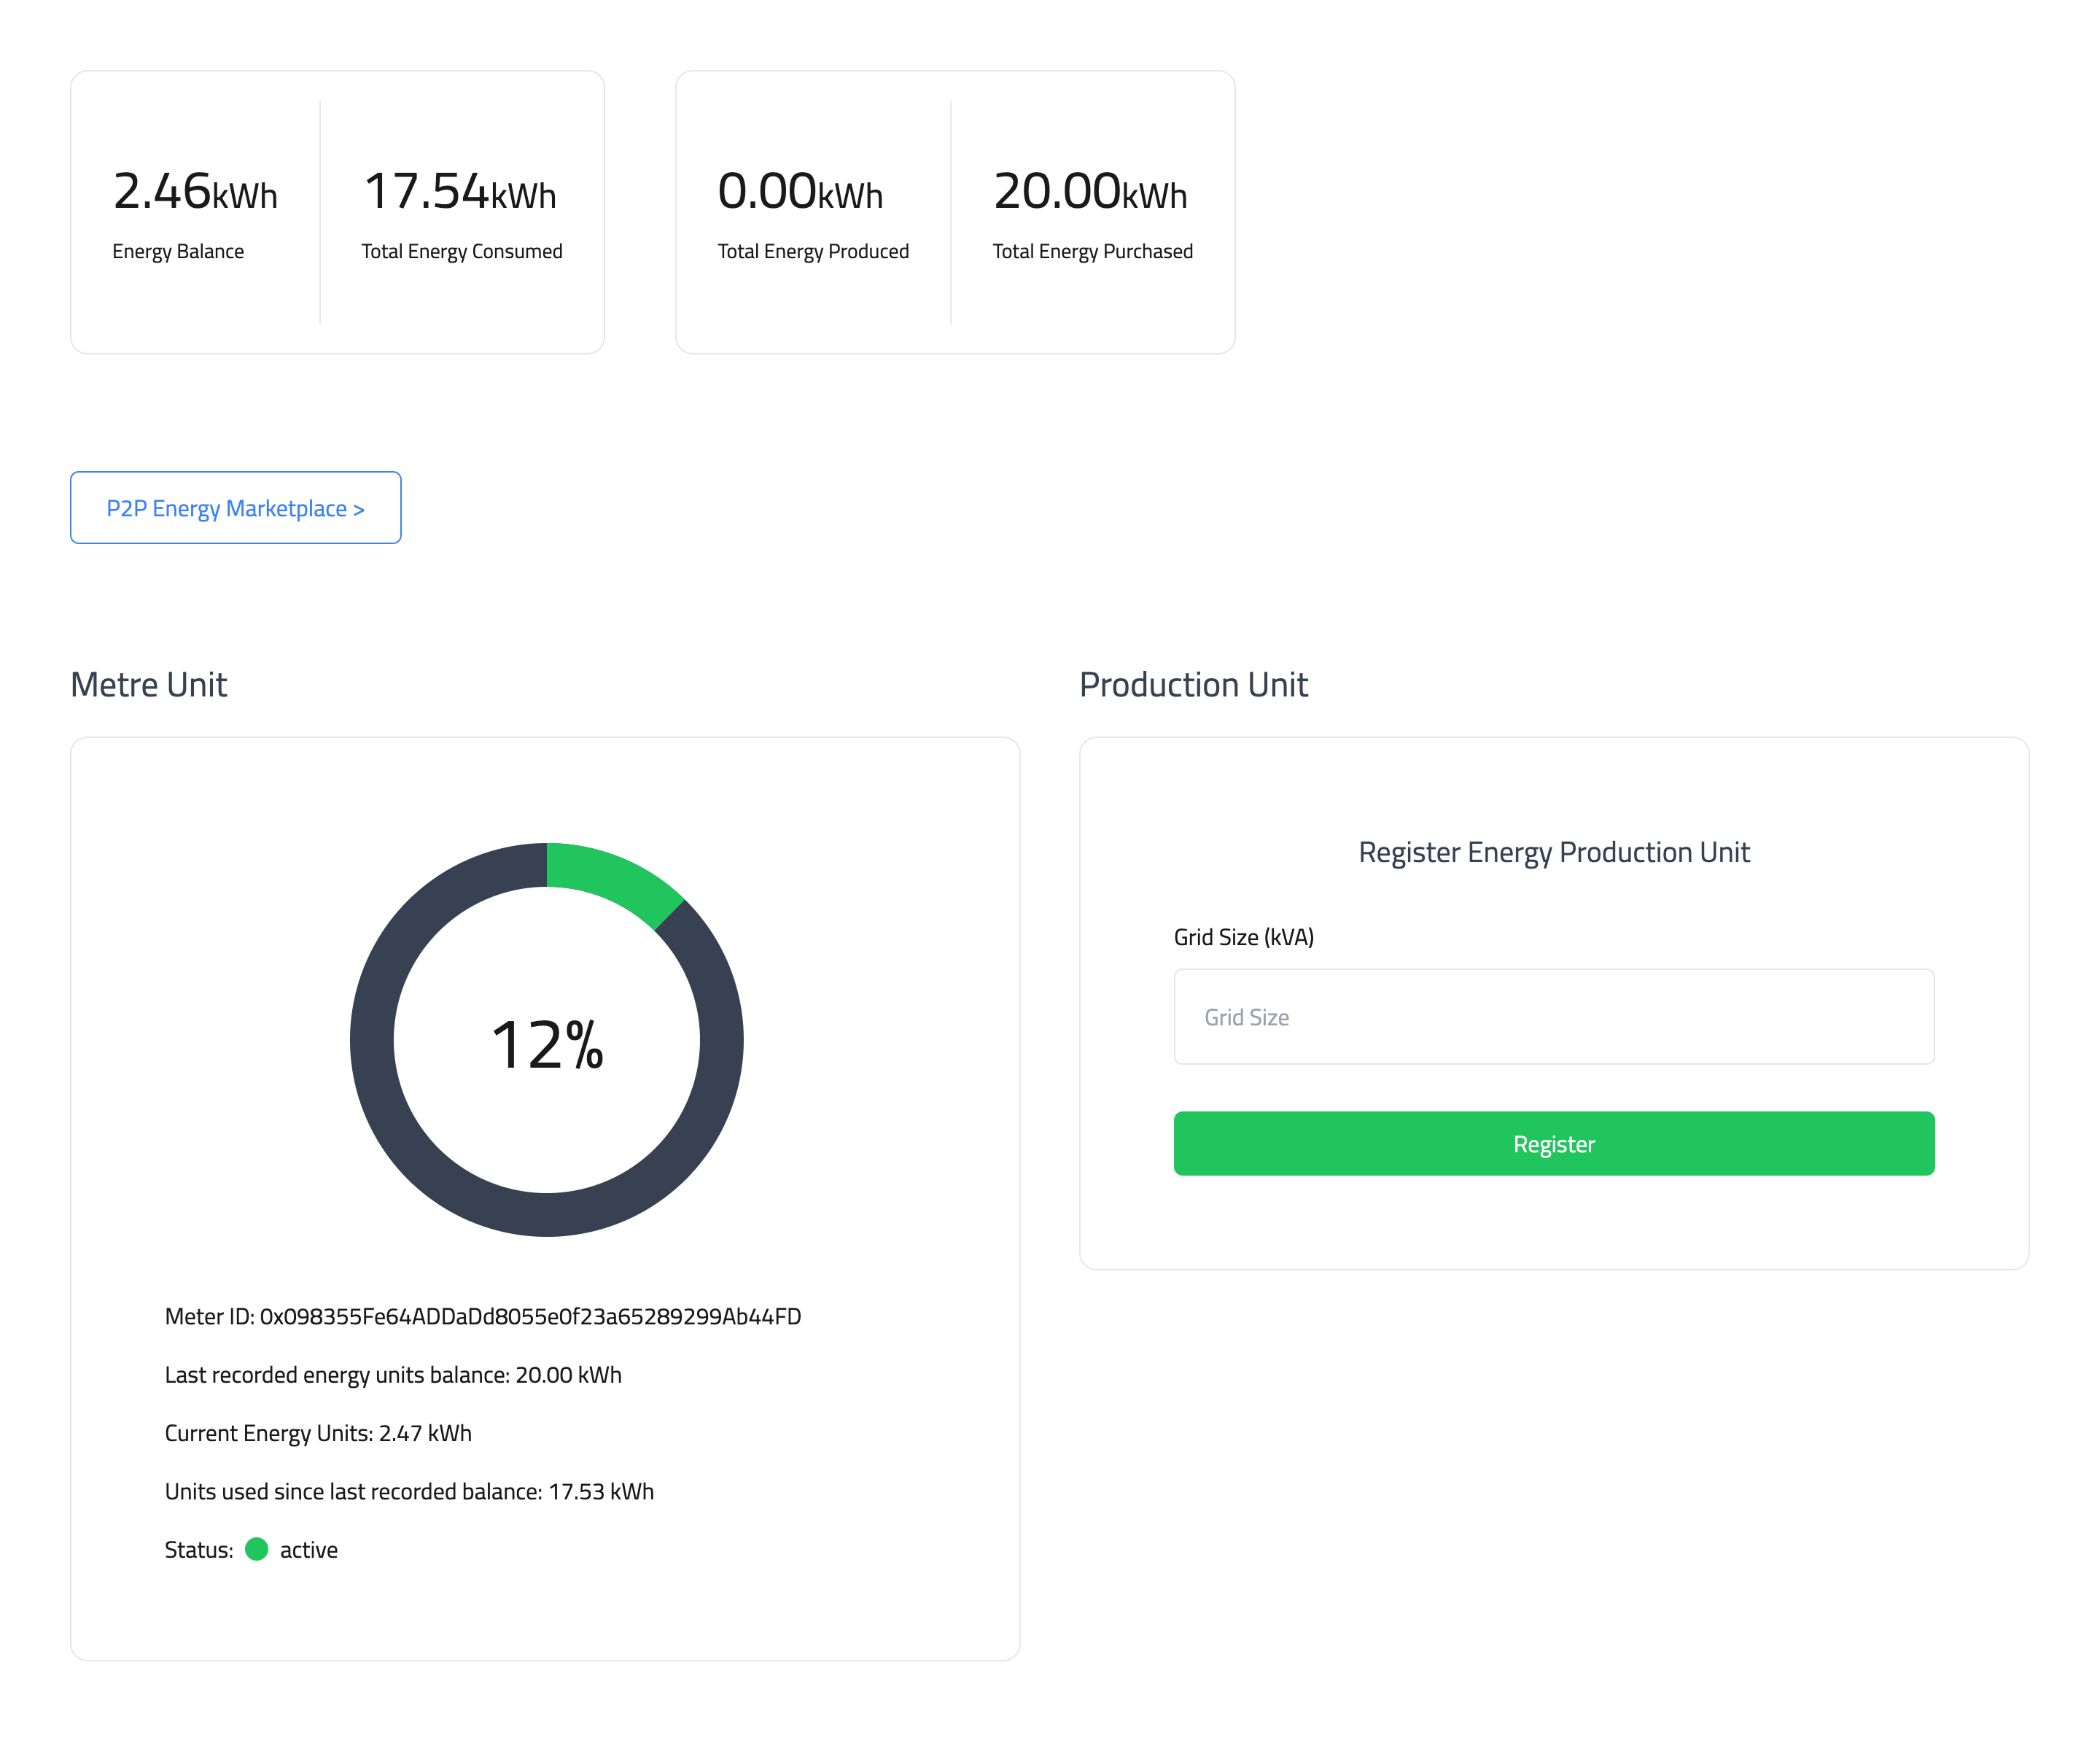 2.46kWh
Energy Balance
17.54kWh
Total Energy Consumed
0.00kWh
Total Energy Produced
20.00kWh
Total Energy Purchased
P2P Energy Marketplace >
Metre Unit
12%
Meter ID: 0x098355Fe64ADDaDd8055e0f23a65289299Ab44FD
Last recorded energy units balance: 20.00 kWh
Current Energy Units: 2.47 kWh
Units used since last recorded balance: 17.53 kWh
Status: active
Production Unit
Register Energy Production Unit
Grid Size (kVA)
Grid Size
Register